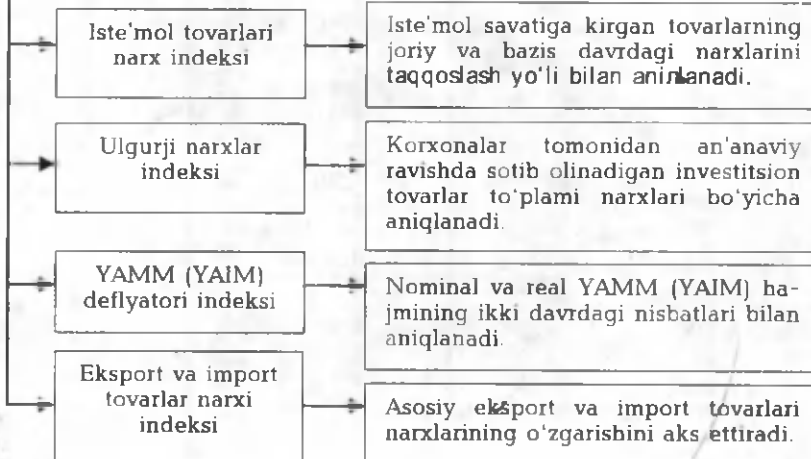 Iste'mol tovarlari
narx indeksi
Iste'mol savatiga kirgan tovarlarning
joriy va bazis davrdagi narxlarini
taqqoslash yo'li bilan aniqlanadi.
Ulgurji narxlar
indeksi
Korxonalar tomonidan an'anaviy
ravishda sotib olinadigan investitsion
tovarlar to'plami narxlari bo'yicha
aniqlanadi.
YAMM (YAIM)
deflyatori indeksi
Nominal va real YAMM (YAIM) ha-
jmining ikki davrdagi nisbatlari bilan
aniqlanadi.
Eksport va import
tovarlar narxi
indeksi
Asosiy eksport va import tovarlari
narxlarining o'zgarishini aks ettiradi.